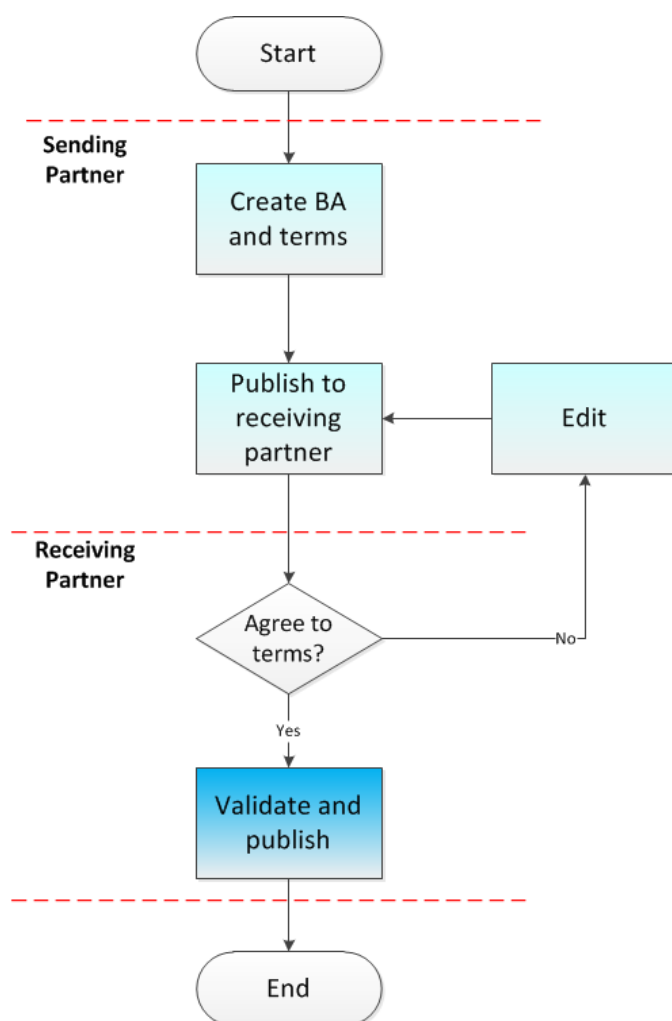 Start
Sending
Partner
Create BA
and terms
Publish to
receiving
partner
Edit
Receiving
Partner
Agree to
terms?
No
Yes
Validate and
publish
End